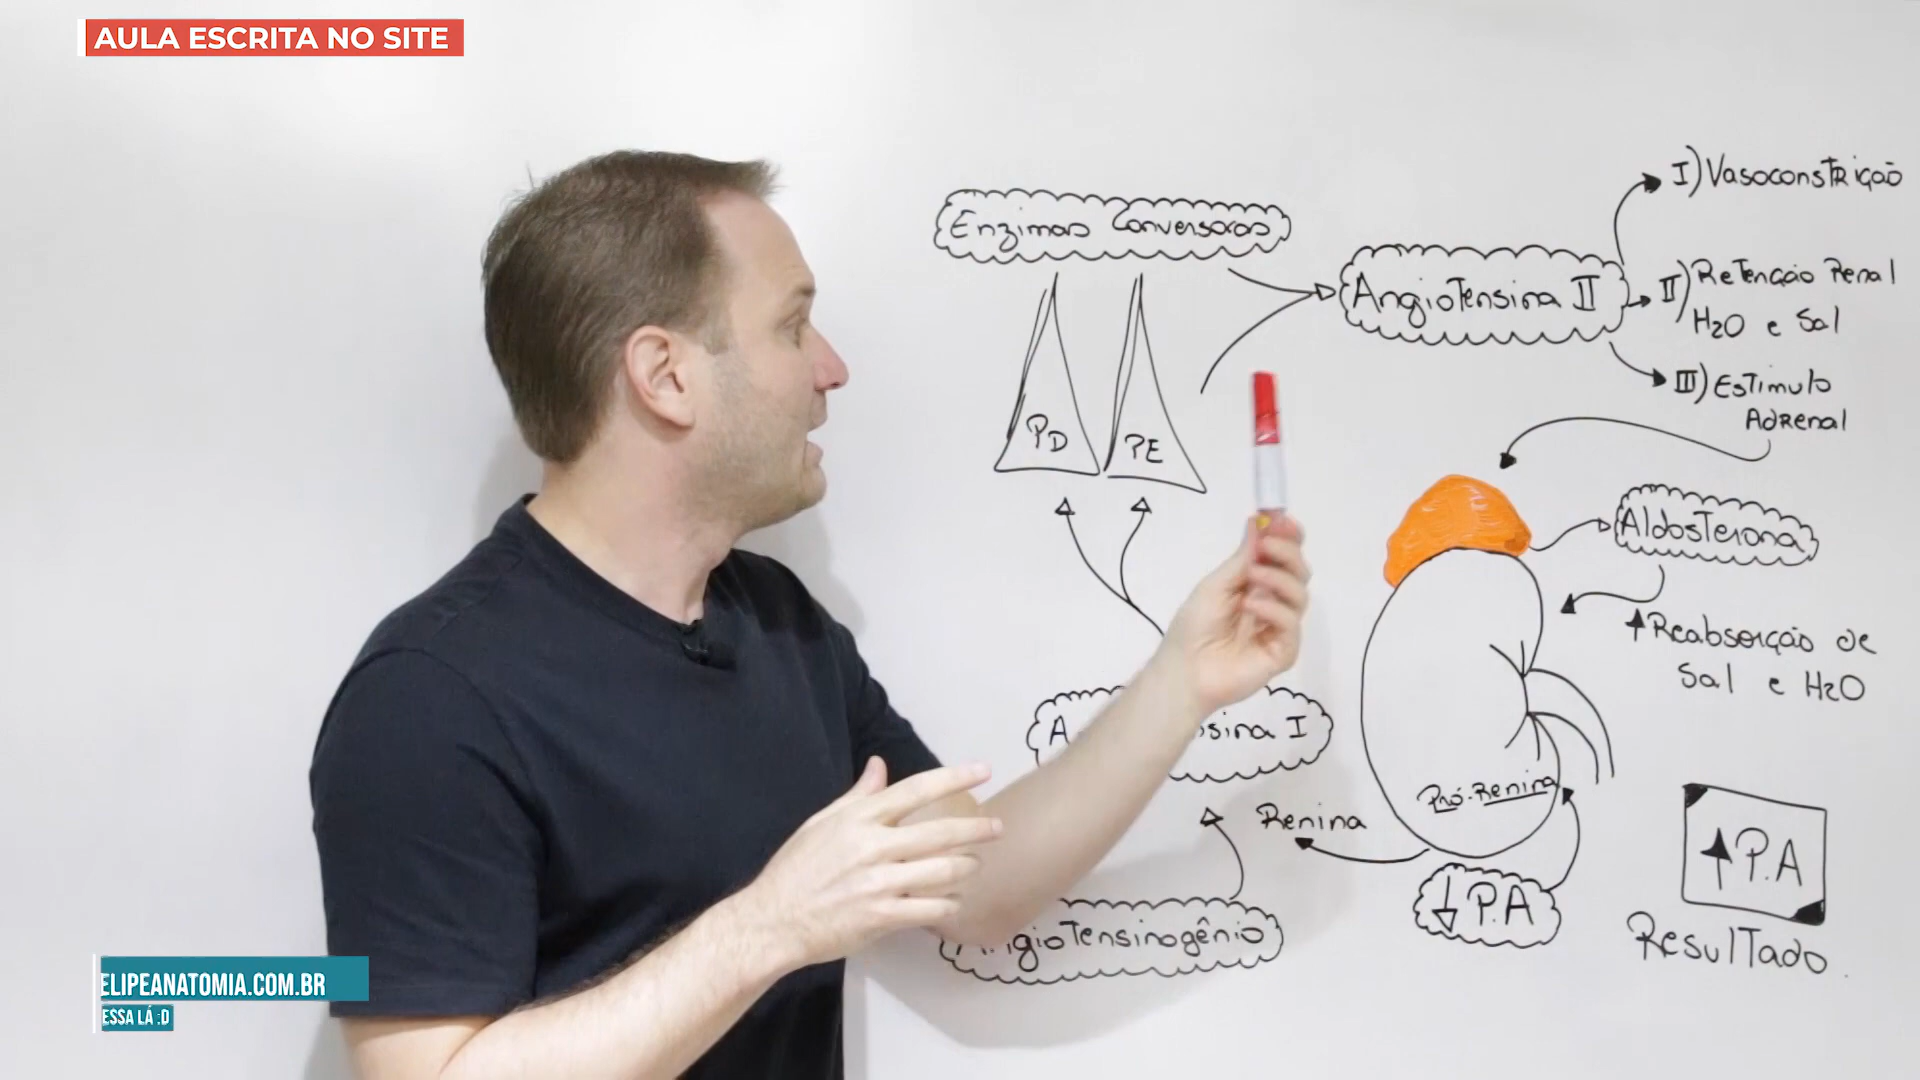 AULA ESCRITA NO SITE
I) Vasoconstrição
Enzimas Conversoras
Angiotensina II
II) Retenção Renal
H2O e Sal
III) Estimulo
Adrenal
PD
PE
Aldosterona
Reabsorção de
Sal e H2O
A sina I
Pró-Renina
Renina
P.A
P.A
giotensinogênio
Resultado
ELIPEANATOMIA.COM.BR
ESSA LÁ :D